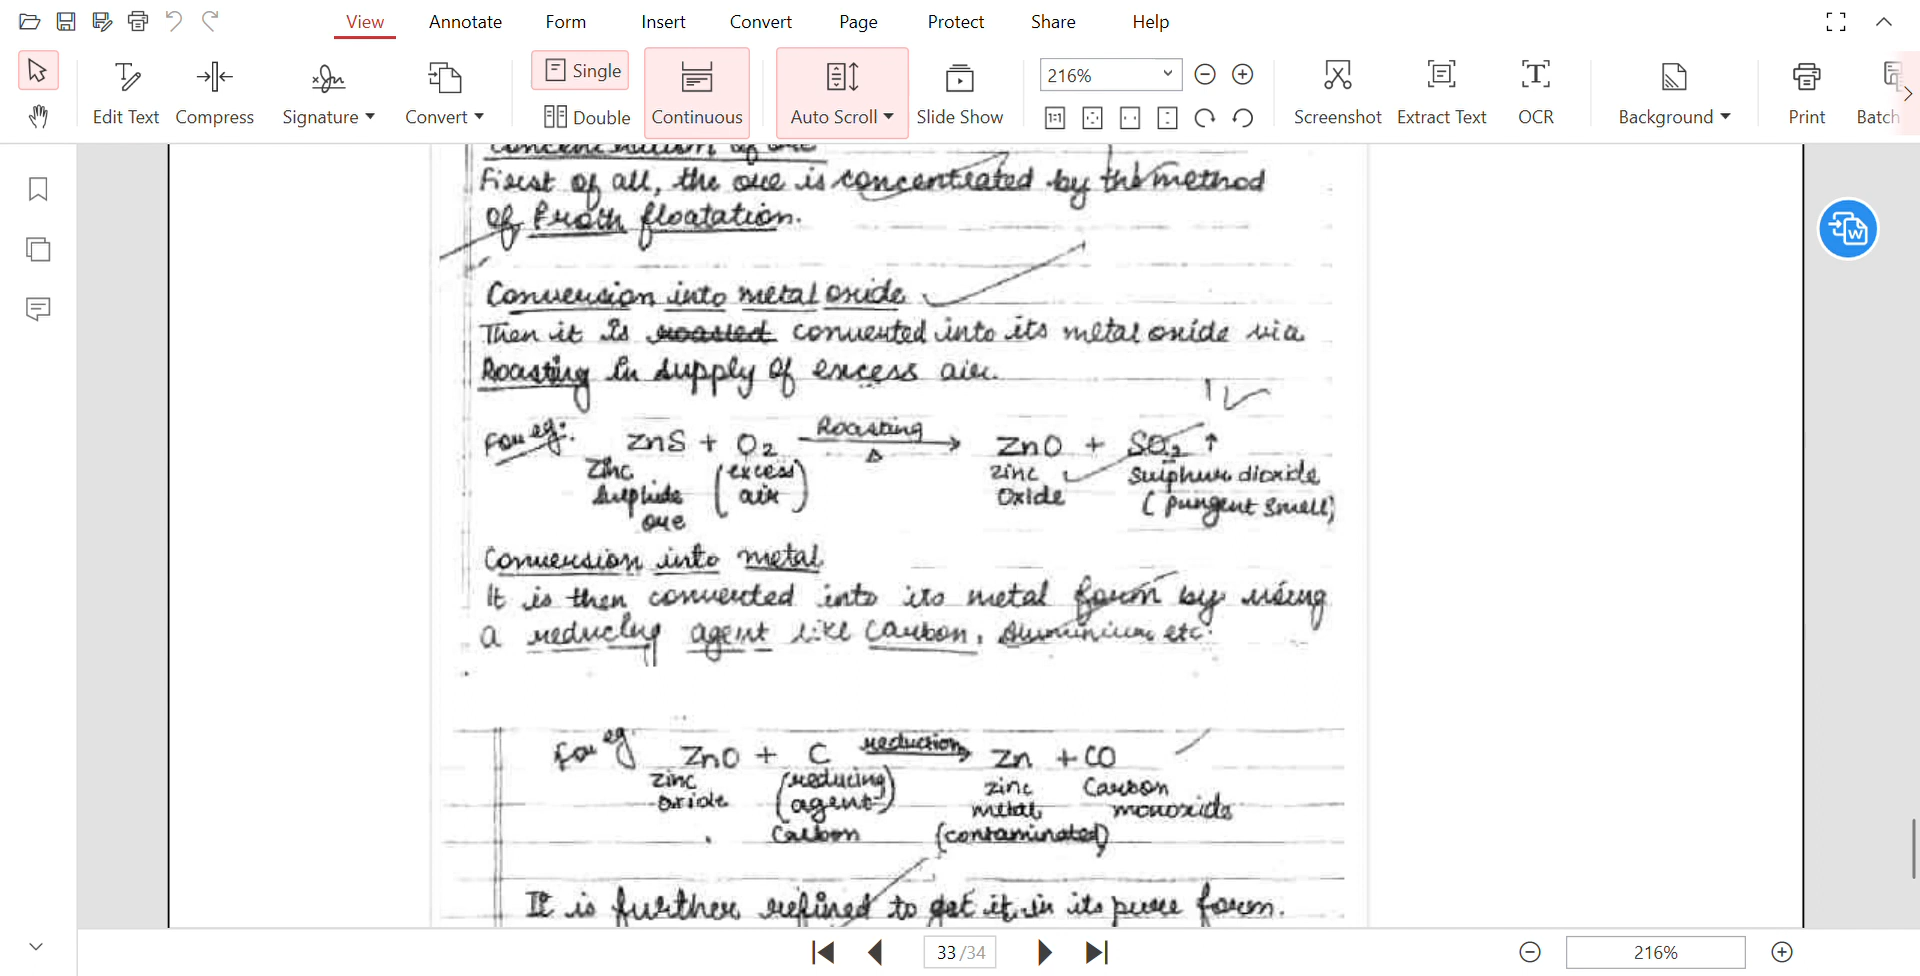 View Annotate Form Insert Convert Page Protect Share Help
Edit Text Compress Signature Convert Single Double Continuous Auto Scroll Slide Show 216% 1:1 Screenshot Extract Text OCR Background Print Batch
Concentration of ore
First of all, the ore is concentrated by the method
of Froth floatation.
Conversion into metal oxide
Then it is roasted converted into its metal oxide via
Roasting in supply of excess air.
For eg:. ZnS + O2 Roasting Δ → ZnO + SO2 ↑
Zinc Sulphide ore (excess air) zinc Oxide Sulphur dioxide (pungent smell)
Conversion into metal
It is then converted into its metal form by using
a reducing agent like Carbon, Aluminium etc.
For eg. ZnO + C reduction → Zn + CO
zinc oxide (reducing agent) Carbon zinc metal (contaminated) Carbon monoxide
It is further refined to get it in its pure form.
33 /34 216%